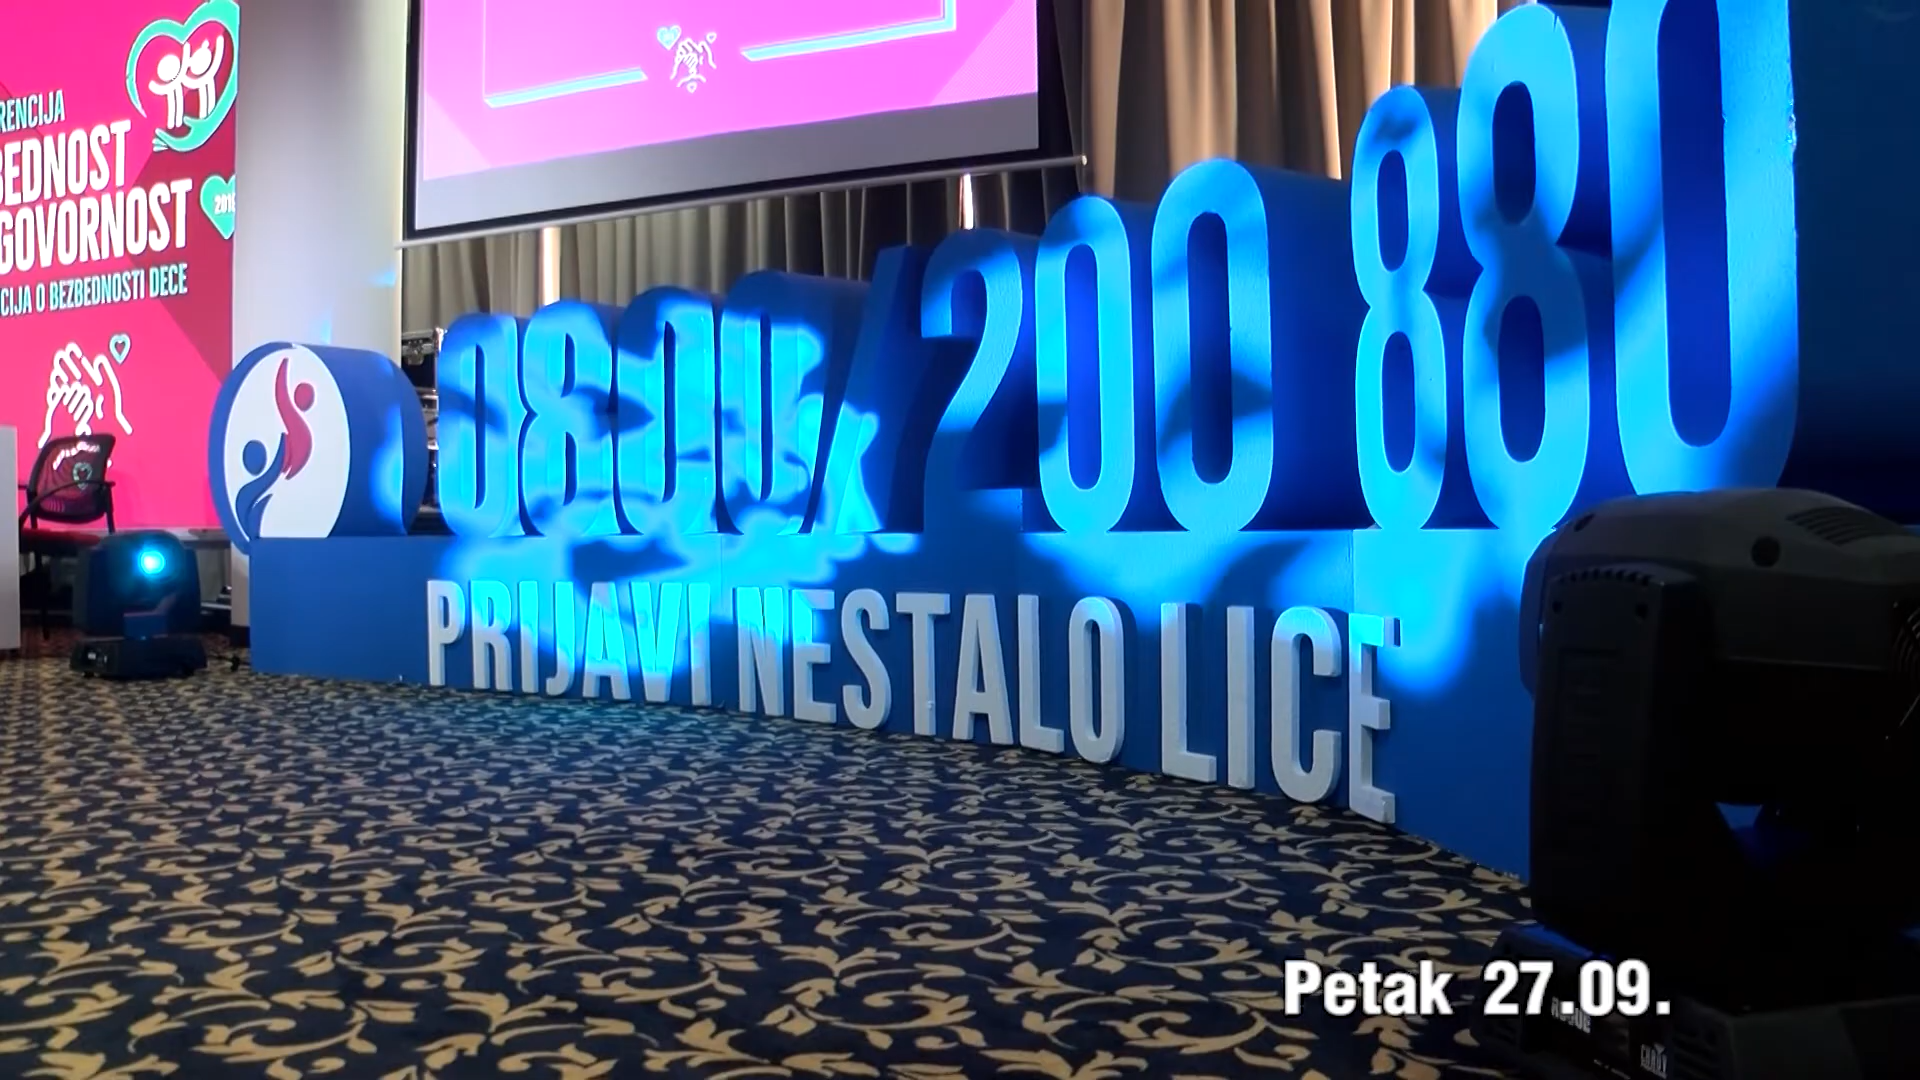 RENCIJA
BEDNOST
GOVORNOST
CIJA O BEZBEDNOSTI DECE
0800/200 880
PRIJAVI NESTALO LICE
Petak 27.09.